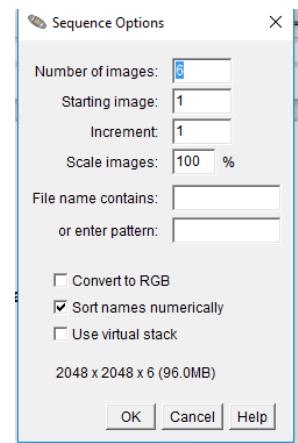 Sequence Options
Number of images: 6
Starting image: 1
Increment: 1
Scale images: 100 %
File name contains:
or enter pattern:
Convert to RGB
Sort names numerically
Use virtual stack
2048 x 2048 x 6 (96.0MB)
OK Cancel Help